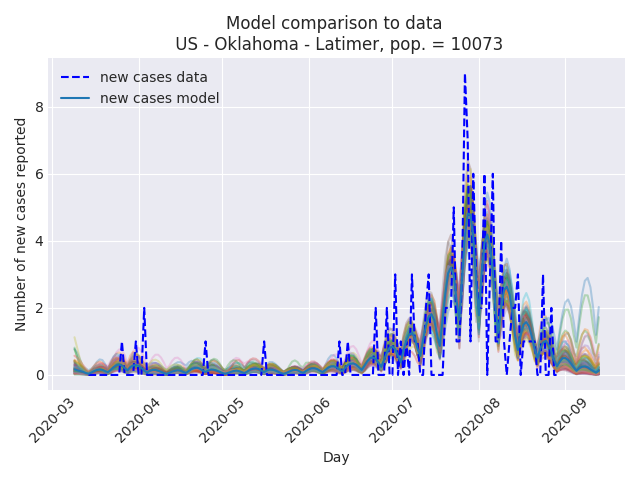 Model comparison to data
US - Oklahoma - Latimer, pop. = 10073
new cases data
new cases model
Number of new cases reported
8
6
4
2
0
2020-03
2020-04
2020-05
2020-06
2020-07
2020-08
2020-09
Day